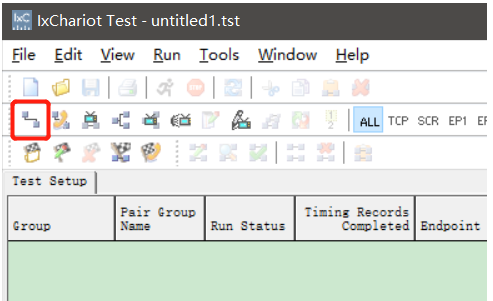 IxC IxChariot Test - untitled1.tst
File Edit View Run Tools Window Help
ALL TCP SCR EP1
Test Setup
Group
Pair Group Name
Run Status
Timing Records Completed
Endpoint